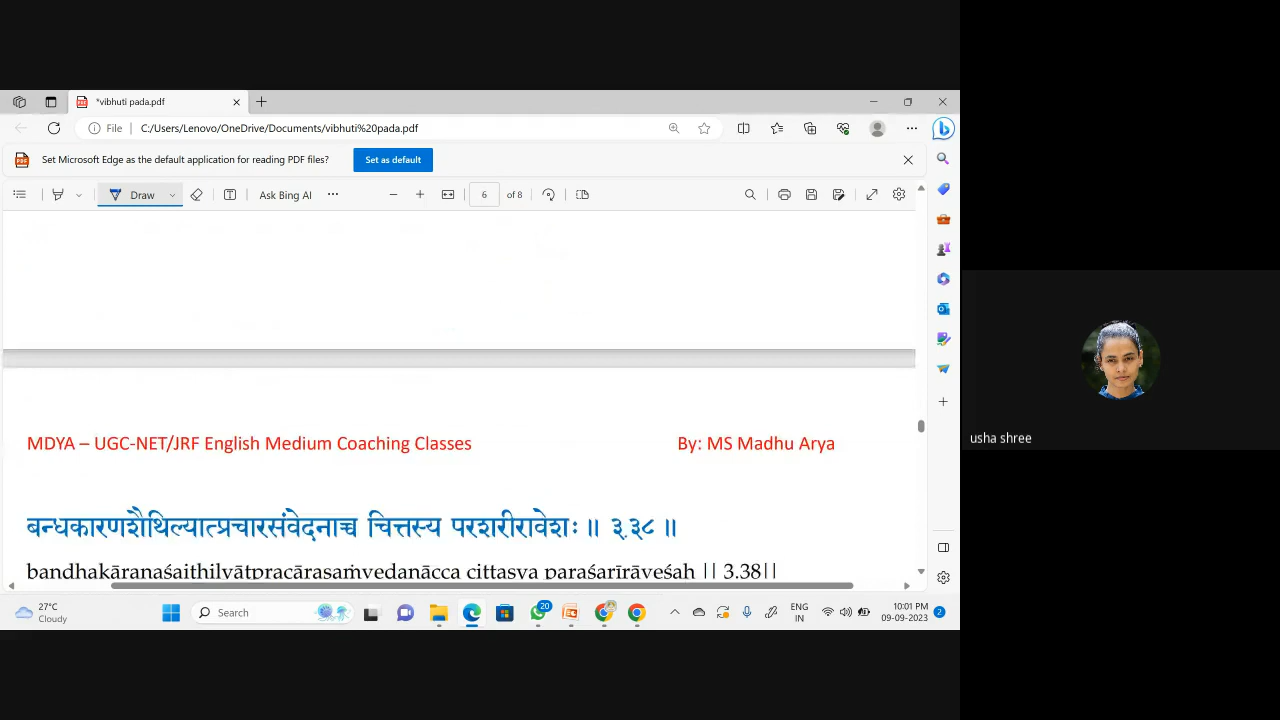 *vibhuti pada.pdf
File C:/Users/Lenovo/OneDrive/Documents/vibhuti%20pada.pdf
Set Microsoft Edge as the default application for reading PDF files? Set as default
Draw Ask Bing AI 6 of 8
MDYA – UGC-NET/JRF English Medium Coaching Classes By: MS Madhu Arya
usha shree
बन्धकारणशैथिल्यात्प्रचारसंवेदनाच्च चित्तस्य परशरीरावेशः॥ ३.३८॥
bandhakāraṇaśaithilyātpracārasaṁvedanācca cittasya paraśarīrāveśaḥ || 3.38||
27°C
Cloudy
Search
20
ENG
IN
10:01 PM
09-09-2023
2